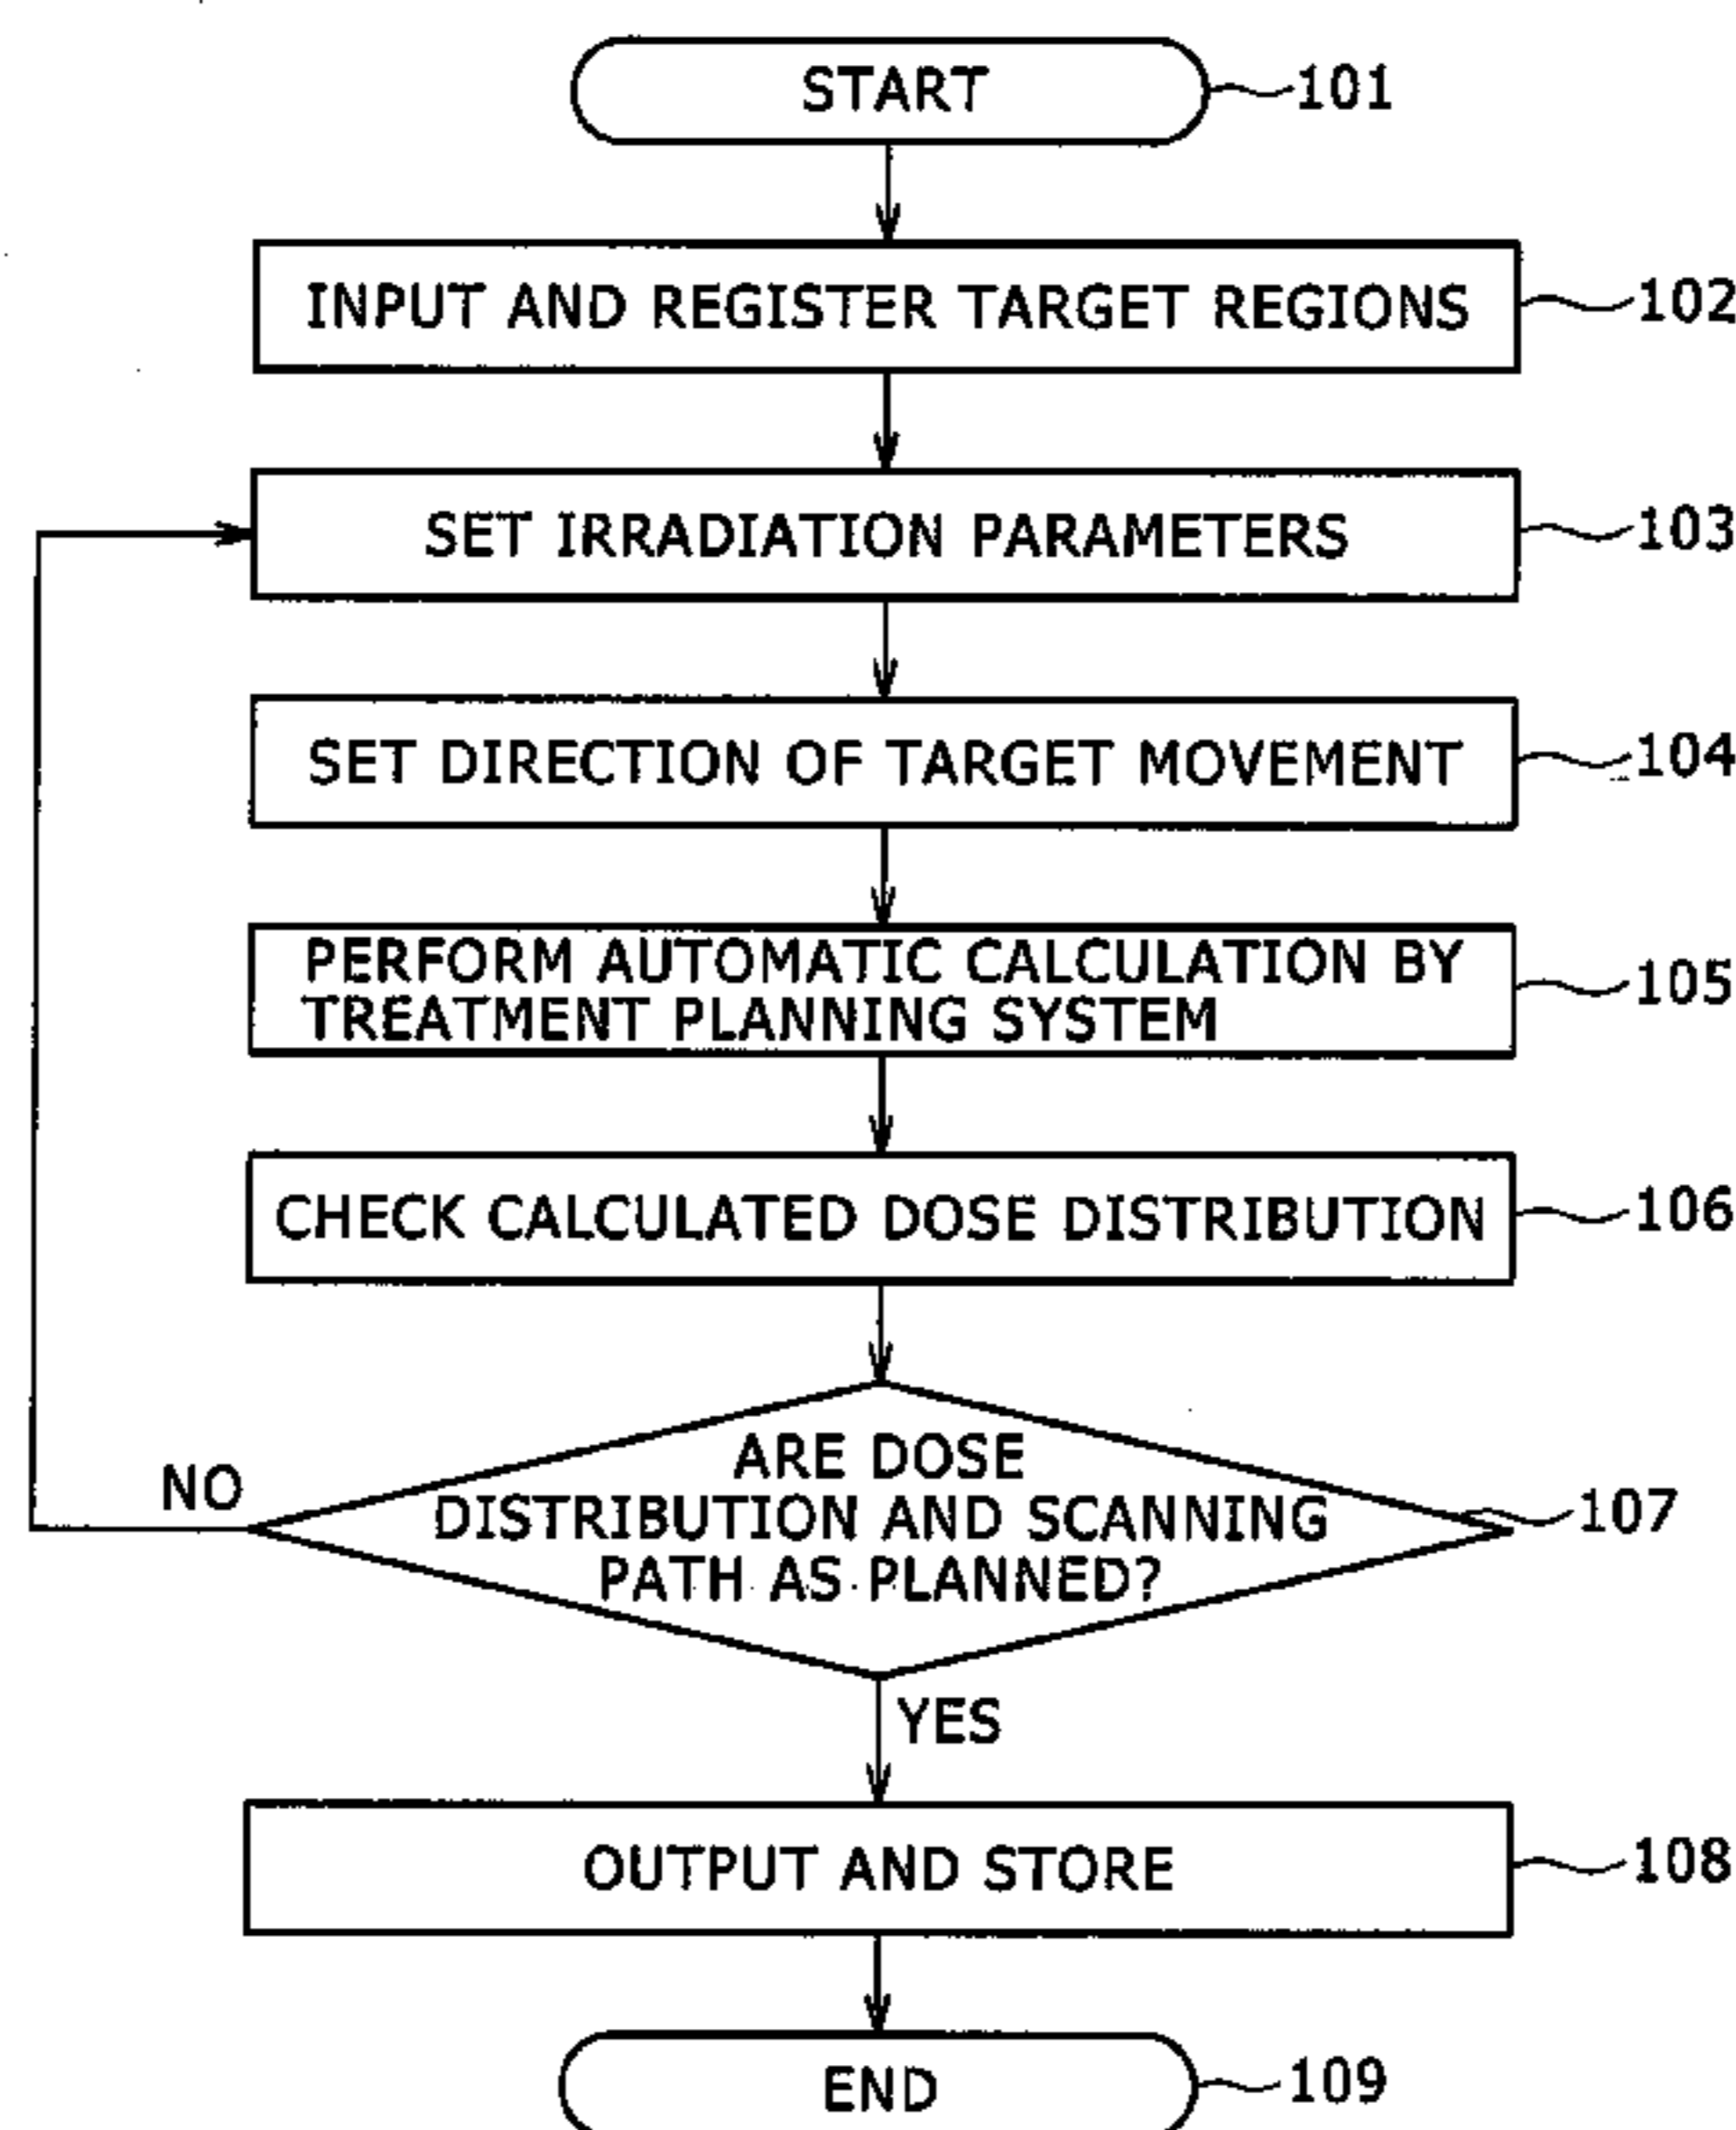 START
101
INPUT AND REGISTER TARGET REGIONS
102
SET IRRADIATION PARAMETERS
103
SET DIRECTION OF TARGET MOVEMENT
104
PERFORM AUTOMATIC CALCULATION BY
TREATMENT PLANNING SYSTEM
105
CHECK CALCULATED DOSE DISTRIBUTION
106
ARE DOSE
DISTRIBUTION AND SCANNING
PATH AS PLANNED?
107
NO
YES
OUTPUT AND STORE
108
END
109